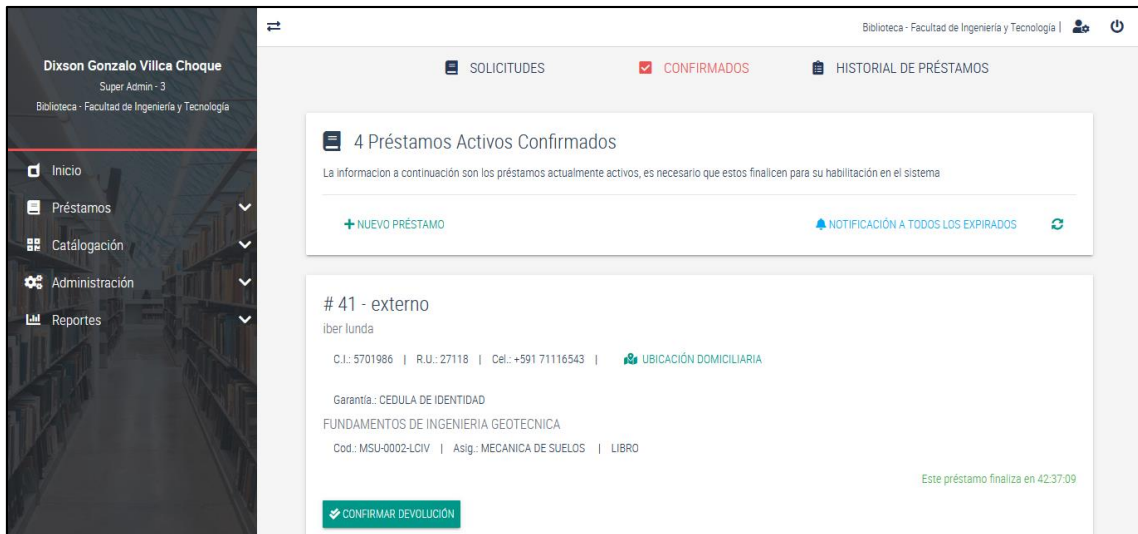 Biblioteca - Facultad de Ingeniería y Tecnología |
Dixson Gonzalo Villca Choque
Super Admin - 3
Biblioteca - Facultad de Ingeniería y Tecnología
Inicio
Préstamos
Catálogación
Administración
Reportes
SOLICITUDES CONFIRMADOS HISTORIAL DE PRÉSTAMOS
4 Préstamos Activos Confirmados
La informacion a continuación son los préstamos actualmente activos, es necesario que estos finalicen para su habilitación en el sistema
+ NUEVO PRÉSTAMO NOTIFICACIÓN A TODOS LOS EXPIRADOS
# 41 - externo
iber lunda
C.I.: 5701986 | R.U.: 27118 | Cel.: +591 71116543 | UBICACIÓN DOMICILIARIA
Garantía.: CEDULA DE IDENTIDAD
FUNDAMENTOS DE INGENIERIA GEOTECNICA
Cod.: MSU-0002-LCIV | Asig.: MECANICA DE SUELOS | LIBRO
Este préstamo finaliza en 42:37:09
CONFIRMAR DEVOLUCIÓN